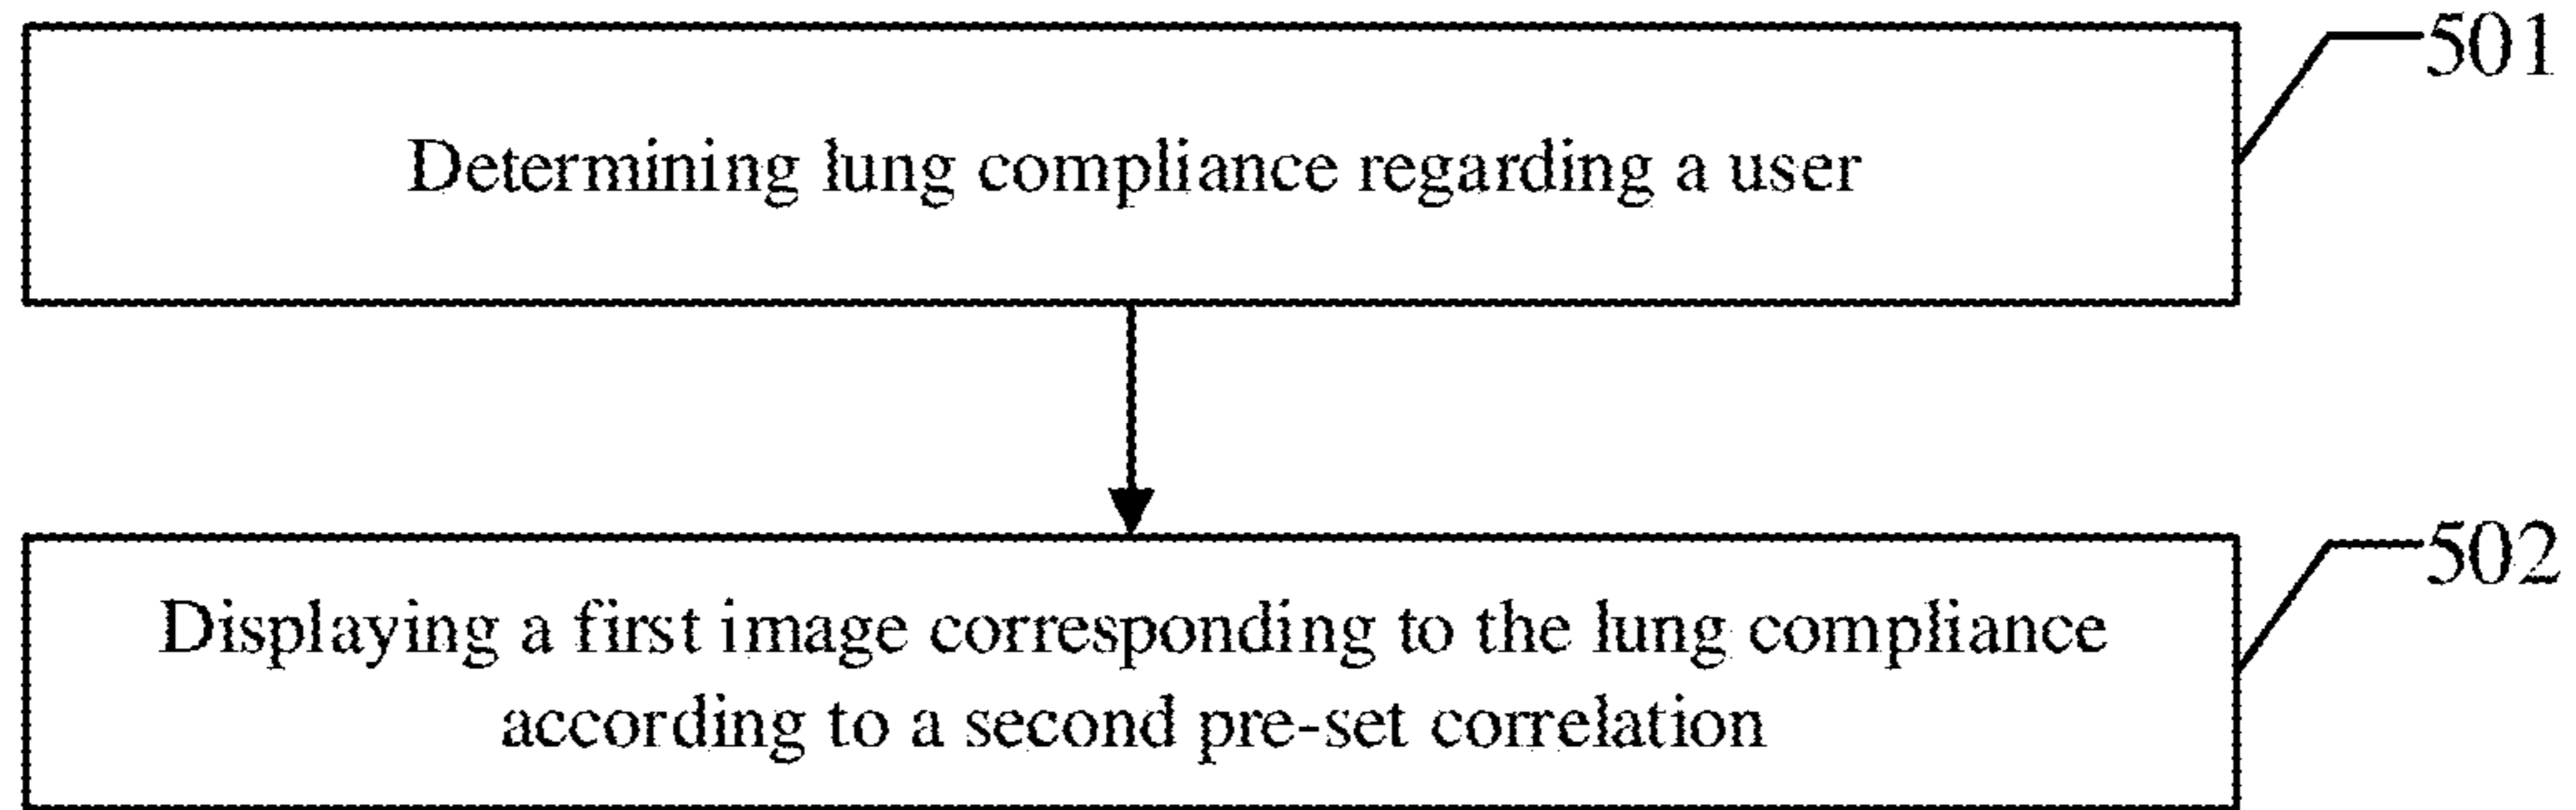 501
Determining lung compliance regarding a user
502
Displaying a first image corresponding to the lung compliance
according to a second pre-set correlation